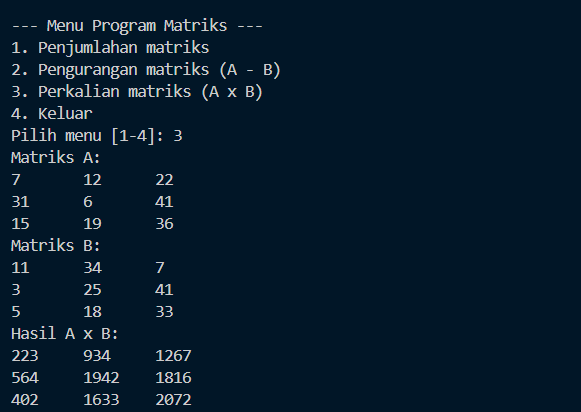 --- Menu Program Matriks ---
1. Penjumlahan matriks
2. Pengurangan matriks (A - B)
3. Perkalian matriks (A x B)
4. Keluar
Pilih menu [1-4]: 3
Matriks A:
7 12 22
31 6 41
15 19 36
Matriks B:
11 34 7
3 25 41
5 18 33
Hasil A x B:
223 934 1267
564 1942 1816
402 1633 2072